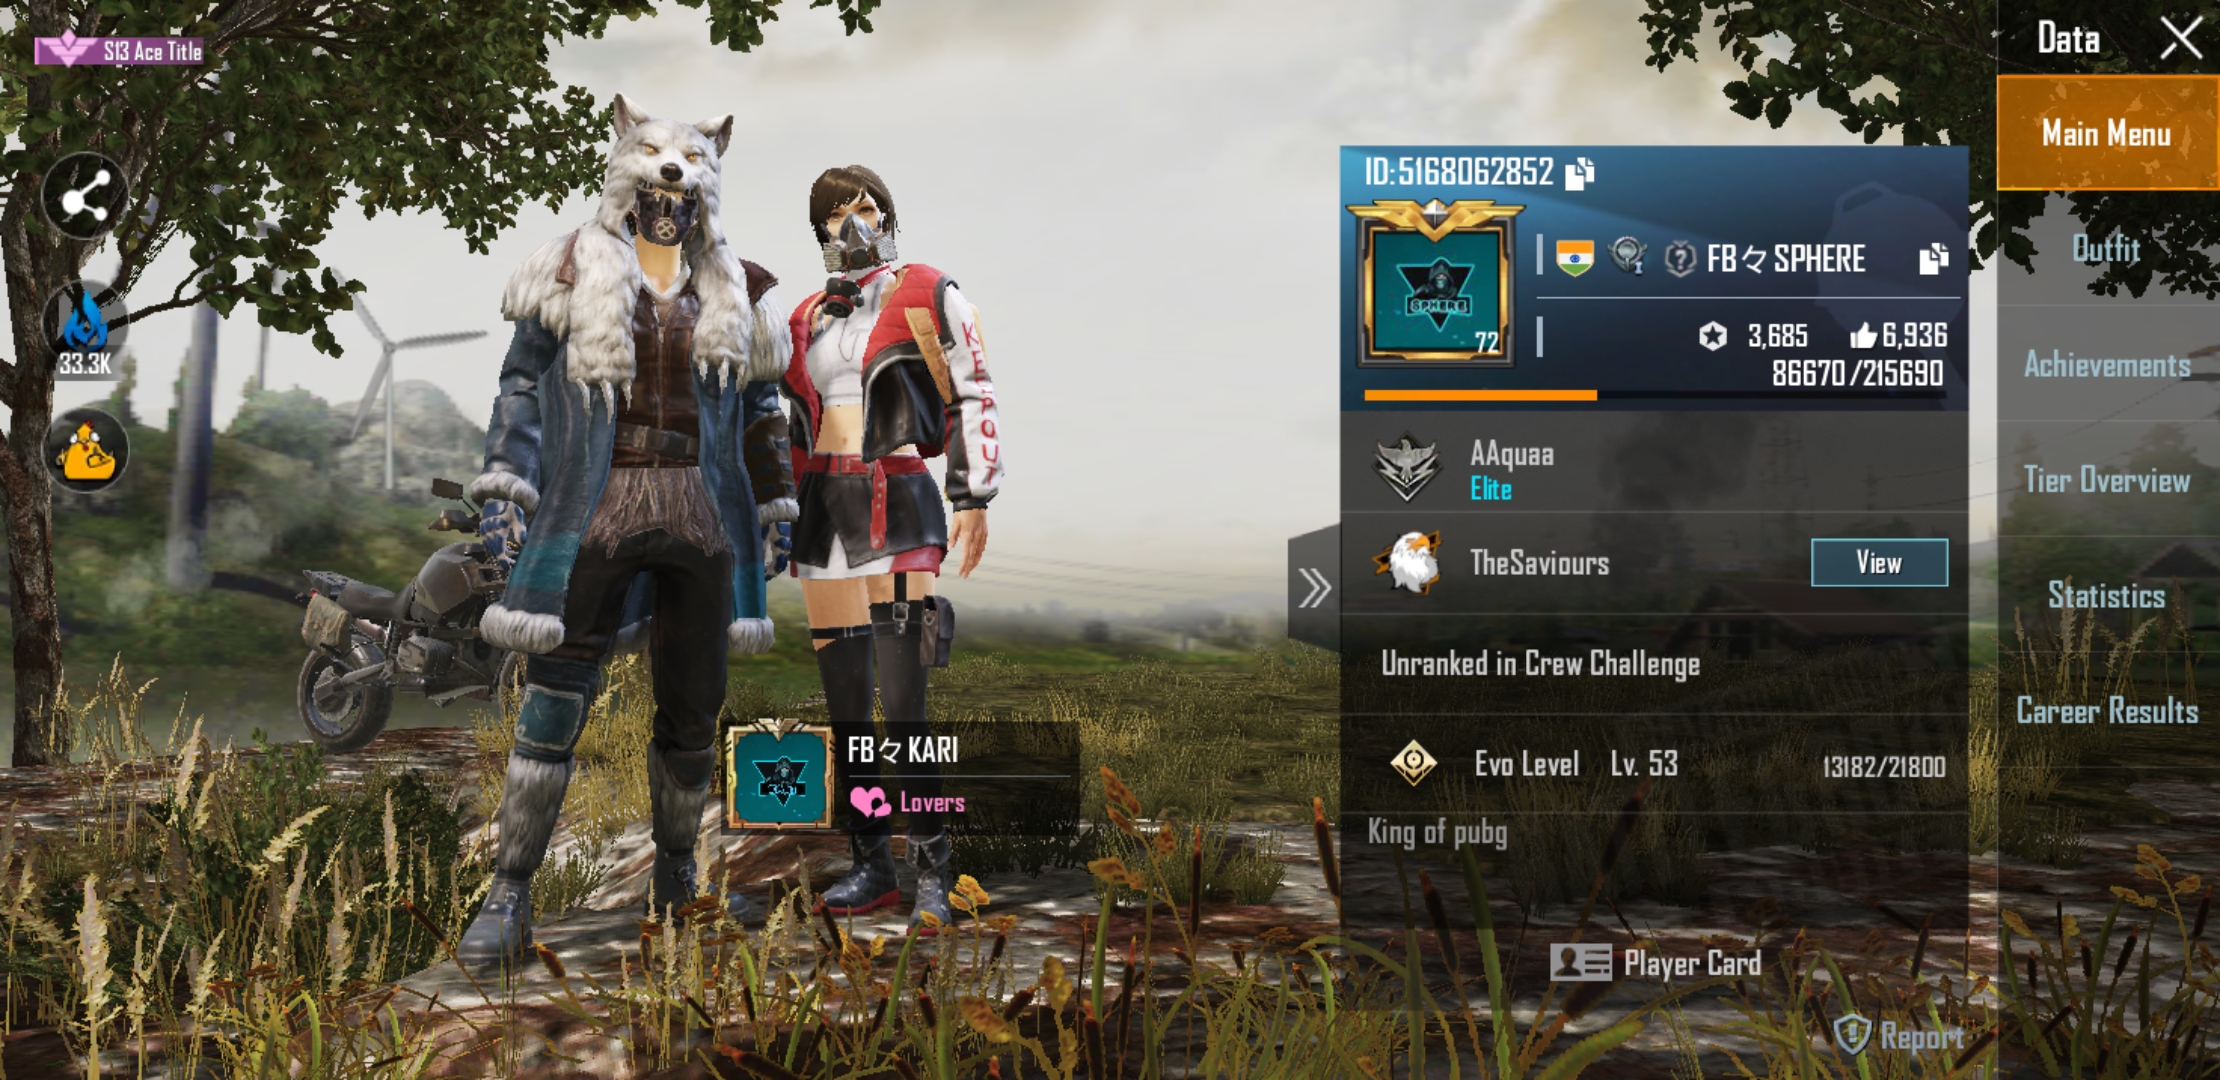 S13 Ace Title
33.3K
FB々KARI
Lovers
KEEPOUT
ID:5168062852
SPHERE
72
FB々SPHERE
3,685
6,936
86670/215690
AAquaa
Elite
TheSaviours
View
Unranked in Crew Challenge
Evo Level Lv. 53
13182/21800
King of pubg
Player Card
Report
Data
Main Menu
Outfit
Achievements
Tier Overview
Statistics
Career Results